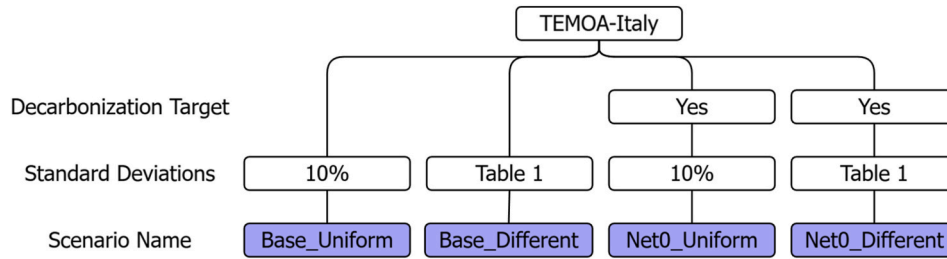 TEMOA-Italy
Decarbonization Target
Yes
Yes
Standard Deviations
10%
Table 1
10%
Table 1
Scenario Name
Base_Uniform
Base_Different
Net0_Uniform
Net0_Different